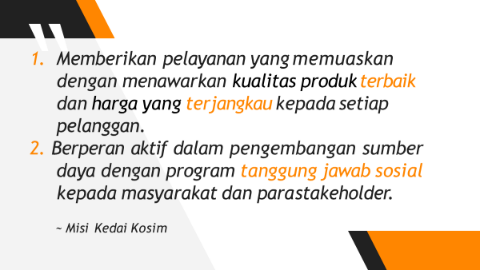 "
1. Memberikan pelayanan yang memuaskan
dengan menawarkan kualitas produk terbaik
dan harga yang terjangkau kepada setiap
pelanggan.
2. Berperan aktif dalam pengembangan sumber
daya dengan program tanggung jawab sosial
kepada masyarakat dan parastakeholder.
~ Misi Kedai Kosim